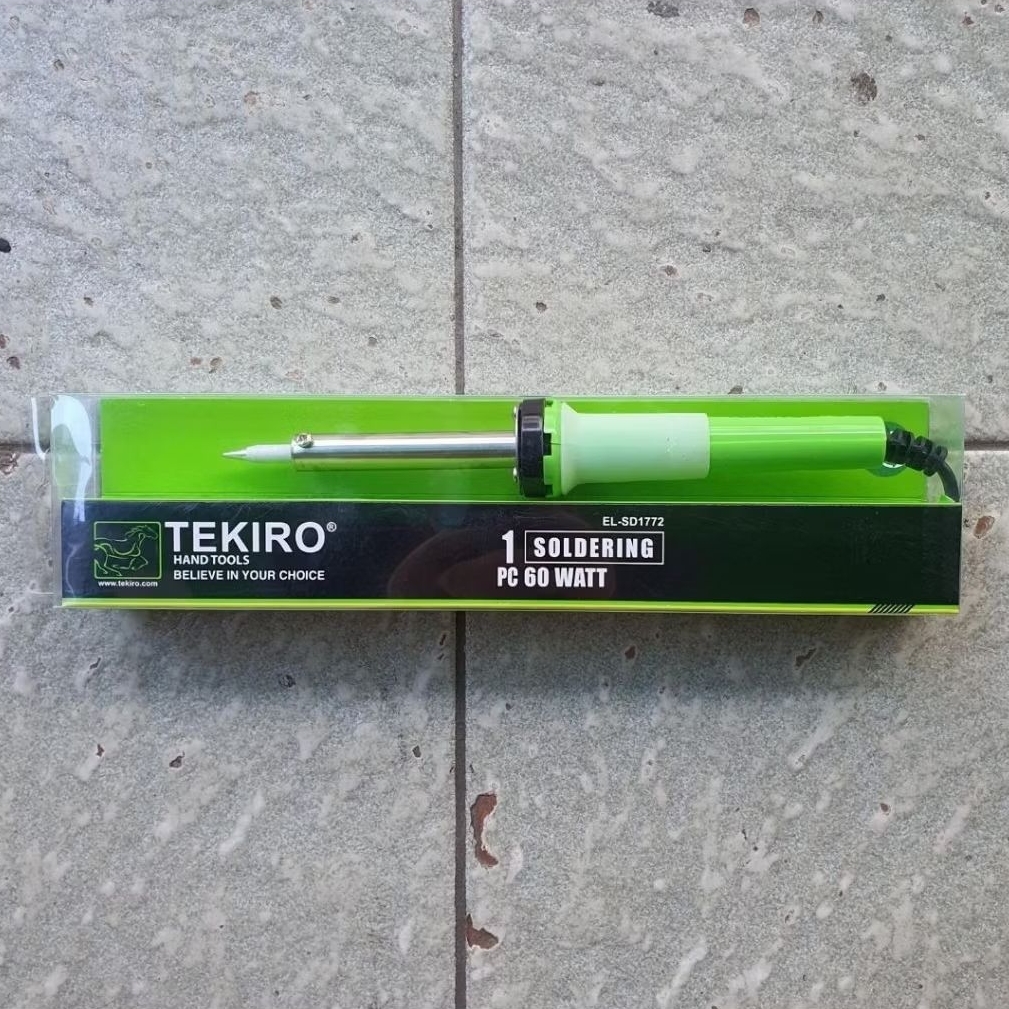 TEKIRO®
HAND TOOLS
BELIEVE IN YOUR CHOICE
www.tekiro.com
EL-SD1772
1 SOLDERING
PC 60 WATT